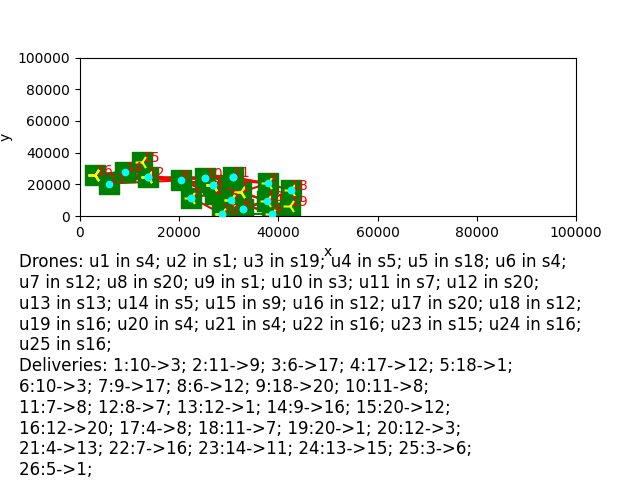 100000
80000
60000
40000
20000
0
y
0 20000 40000 60000 80000 100000
x
Drones: u1 in s4; u2 in s1; u3 in s19; u4 in s5; u5 in s18; u6 in s4;
u7 in s12; u8 in s20; u9 in s1; u10 in s3; u11 in s7; u12 in s20;
u13 in s13; u14 in s5; u15 in s9; u16 in s12; u17 in s20; u18 in s12;
u19 in s16; u20 in s4; u21 in s4; u22 in s16; u23 in s15; u24 in s16;
u25 in s16;
Deliveries: 1:10->3; 2:11->9; 3:6->17; 4:17->12; 5:18->1;
6:10->3; 7:9->17; 8:6->12; 9:18->20; 10:11->8;
11:7->8; 12:8->7; 13:12->1; 14:9->16; 15:20->12;
16:12->20; 17:4->8; 18:11->7; 19:20->1; 20:12->3;
21:4->13; 22:7->16; 23:14->11; 24:13->15; 25:3->6;
26:5->1;